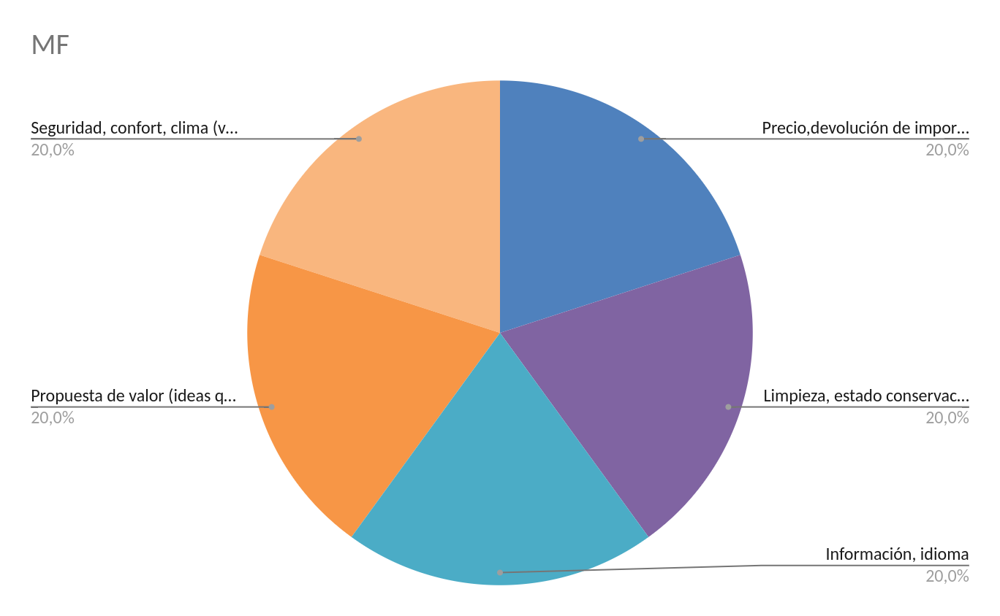 MF
Seguridad, confort, clima (v...
20,0%
Precio,devolución de impor...
20,0%
Propuesta de valor (ideas q...
20,0%
Limpieza, estado conservac...
20,0%
Información, idioma
20,0%